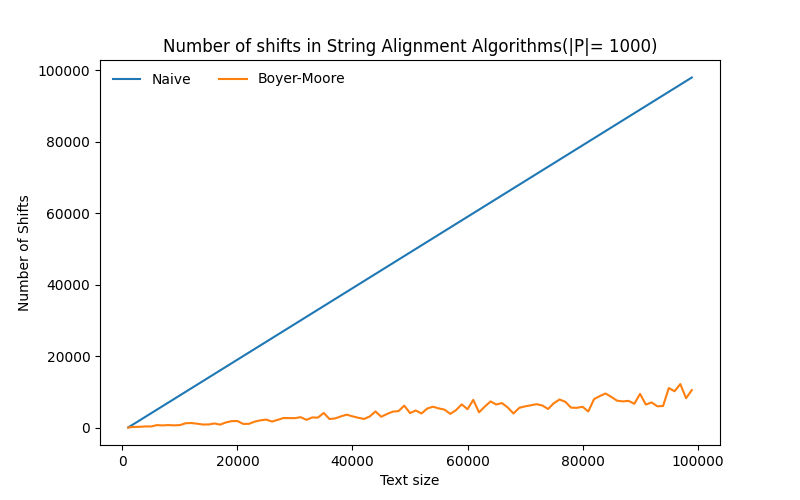 Number of shifts in String Alignment Algorithms(|P|= 1000)
Naive
Boyer-Moore
100000
80000
60000
40000
20000
0
Number of Shifts
0
20000
40000
60000
80000
100000
Text size